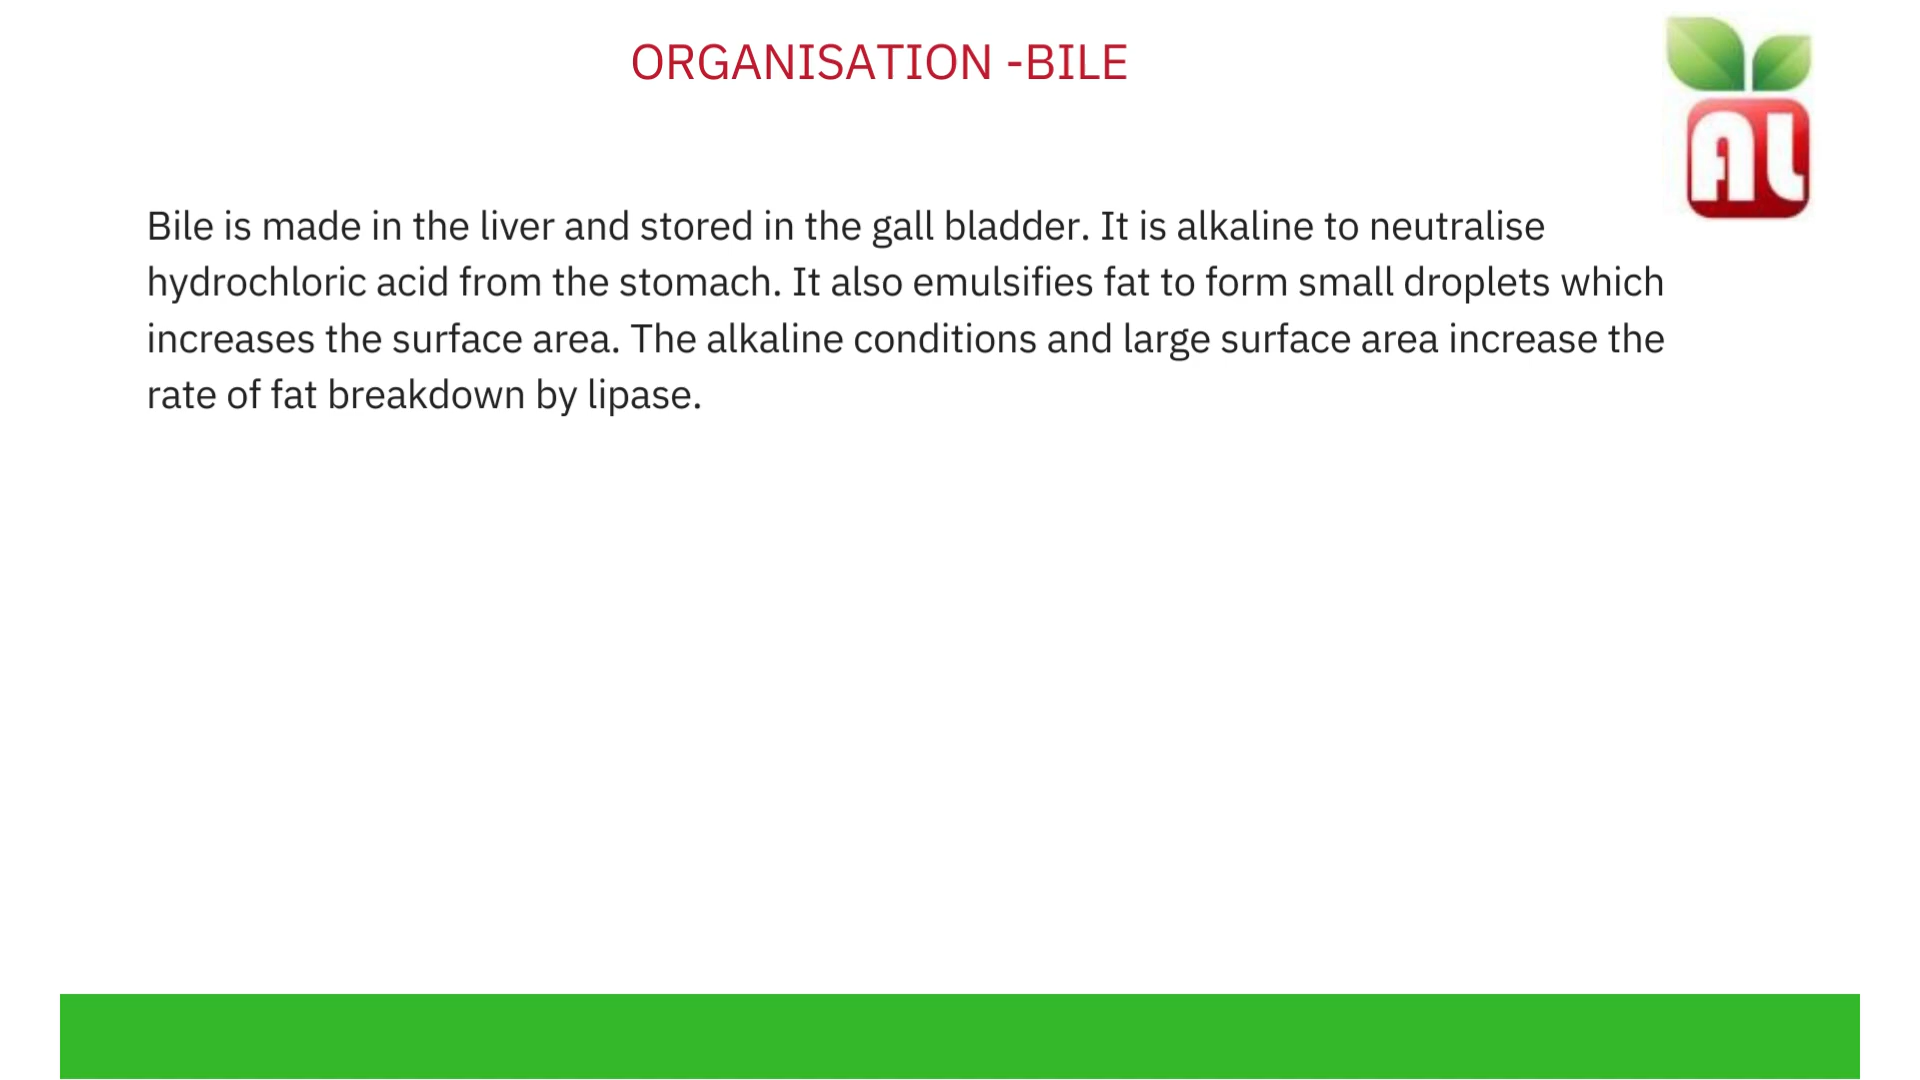 ORGANISATION -BILE
AL
Bile is made in the liver and stored in the gall bladder. It is alkaline to neutralise
hydrochloric acid from the stomach. It also emulsifies fat to form small droplets which
increases the surface area. The alkaline conditions and large surface area increase the
rate of fat breakdown by lipase.